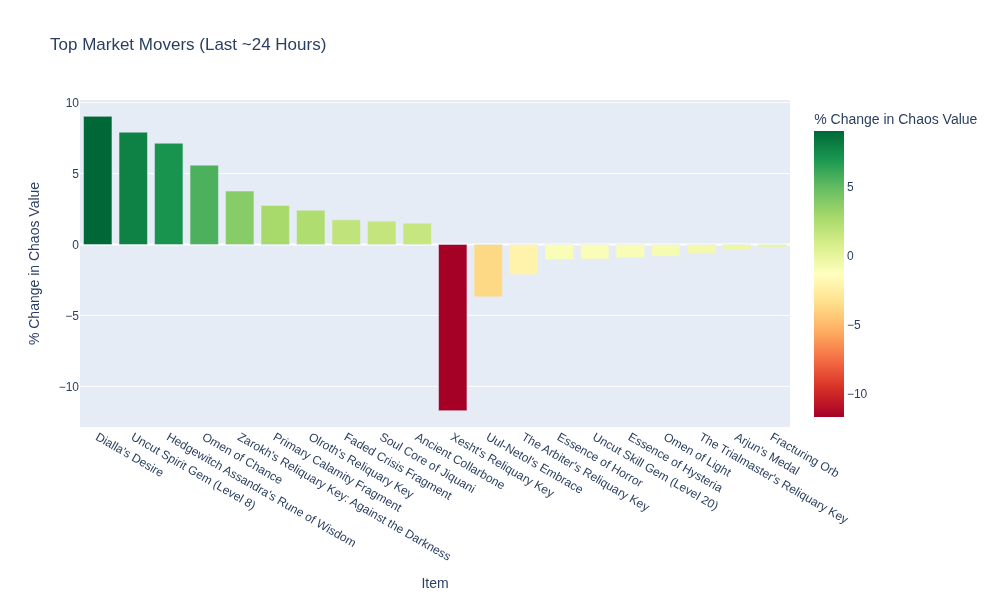 Top Market Movers (Last ~24 Hours)
% Change in Chaos Value
10
5
0
−5
−10
% Change in Chaos Value
5
0
−5
−10
Dialla's Desire
Uncut Spirit Gem (Level 8)
Hedgewitch Assandra's Rune of Wisdom
Omen of Chance
Zarokh's Reliquary Key: Against the Darkness
Primary Calamity Fragment
Olroth's Reliquary Key
Faded Crisis Fragment
Soul Core of Jiquani
Ancient Collarbone
Xesht's Reliquary Key
Uul-Netol's Embrace
The Arbiter's Reliquary Key
Essence of Horror
Uncut Skill Gem (Level 20)
Essence of Hysteria
Omen of Light
The Trialmaster's Reliquary Key
Arjun's Medal
Fracturing Orb
Item